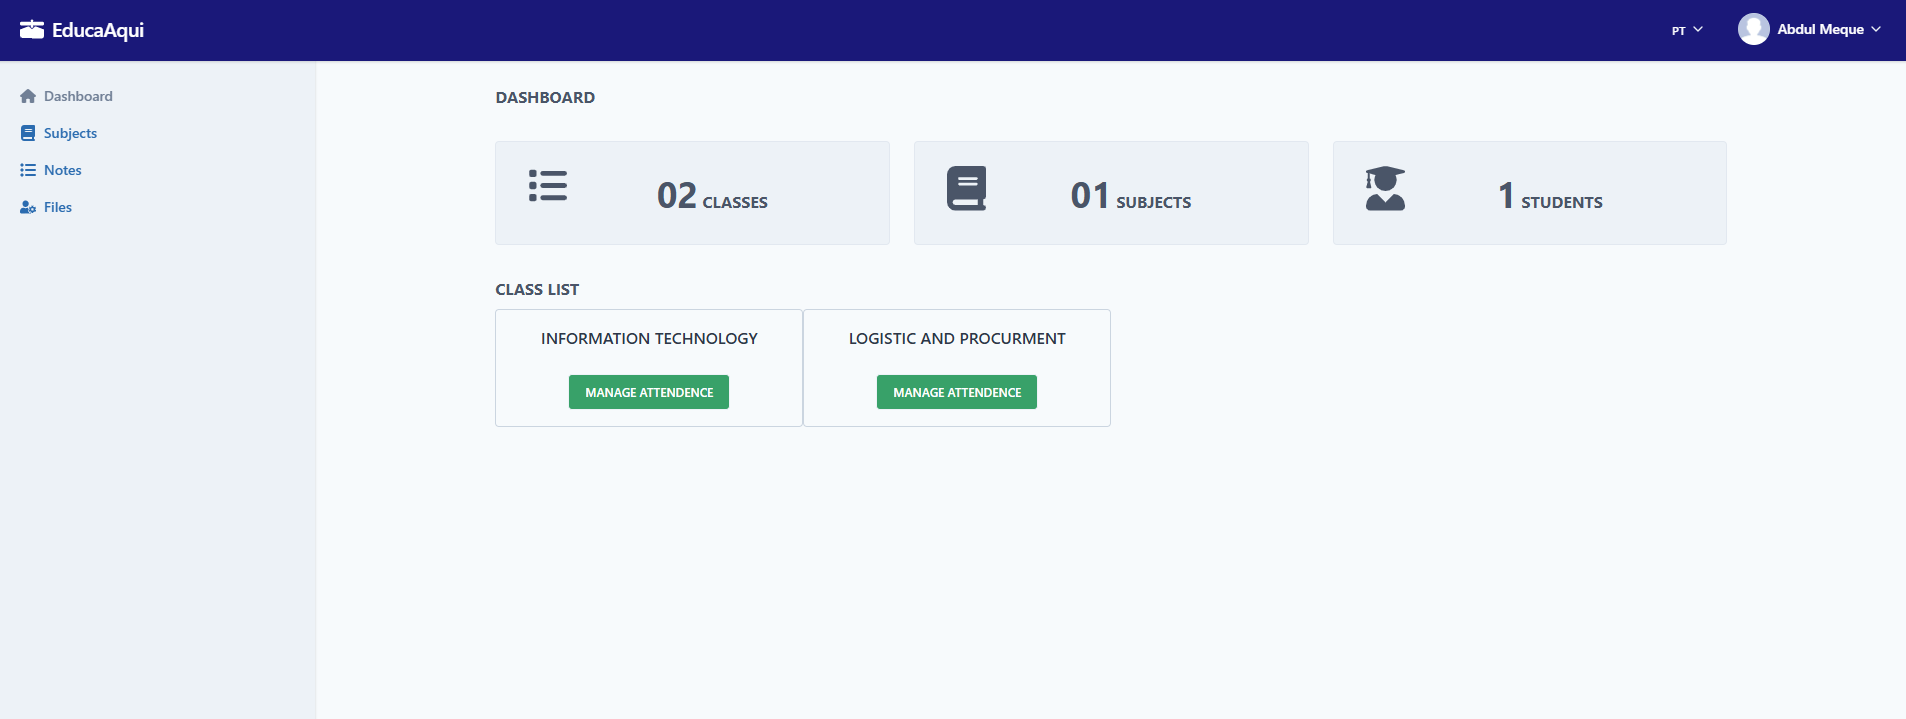 EducaAqui
PT
Abdul Meque
Dashboard
Subjects
Notes
Files
DASHBOARD
02 CLASSES
01 SUBJECTS
1 STUDENTS
CLASS LIST
INFORMATION TECHNOLOGY
MANAGE ATTENDENCE
LOGISTIC AND PROCURMENT
MANAGE ATTENDENCE